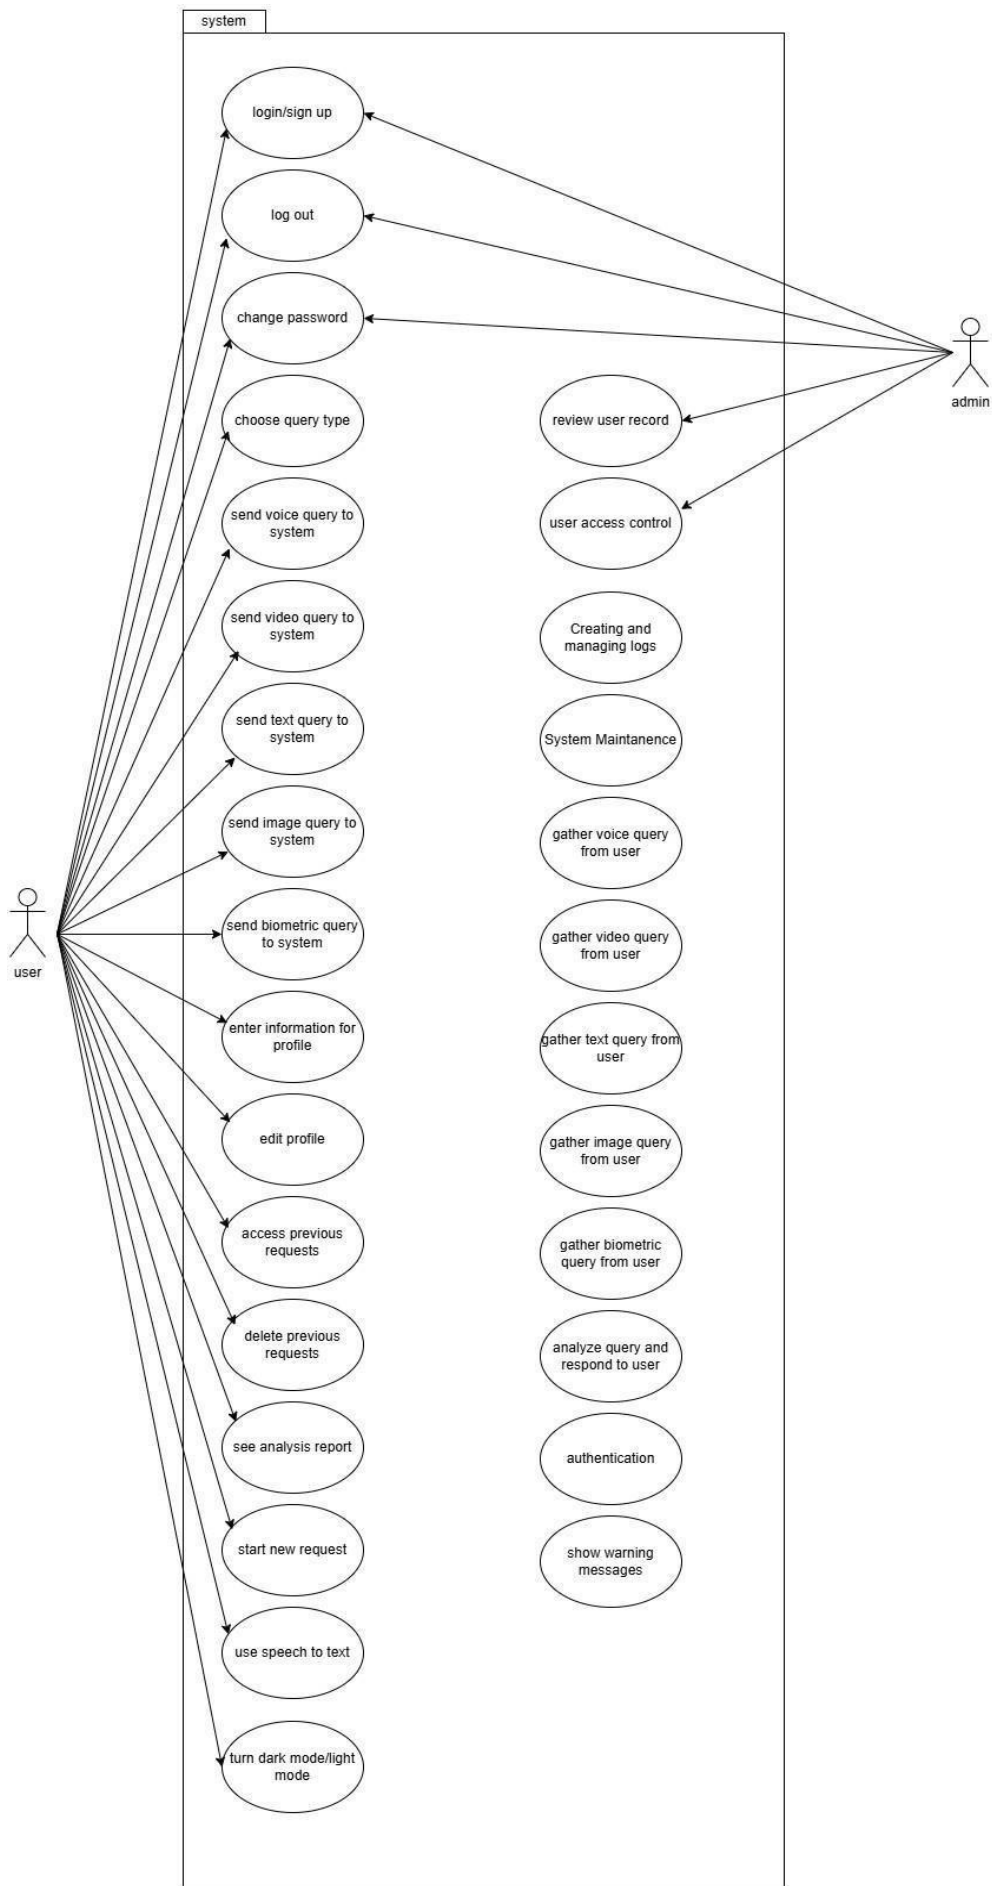 system
login/sign up
log out
change password
admin
choose query type
review user record
send voice query to
system
user access control
send video query to
system
Creating and
managing logs
send text query to
system
System Maintanence
send image query to
system
gather voice query
from user
send biometric query
to system
gather video query
from user
user
enter information for
profile
gather text query from
user
edit profile
gather image query
from user
access previous
requests
gather biometric
query from user
delete previous
requests
analyze query and
respond to user
see analysis report
authentication
start new request
show warning
messages
use speech to text
turn dark mode/light
mode